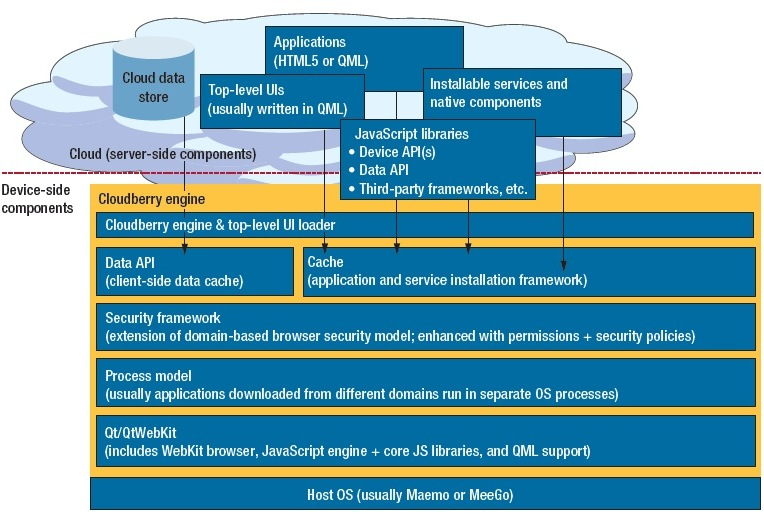 Applications
(HTML5 or QML)
Cloud data
store
Top-level UIs
(usually written in QML)
Installable services and
native components
JavaScript libraries
• Device API(s)
• Data API
• Third-party frameworks, etc.
Cloud (server-side components)
Device-side
components
Cloudberry engine
Cloudberry engine & top-level UI loader
Data API
(client-side data cache)
Cache
(application and service installation framework)
Security framework
(extension of domain-based browser security model; enhanced with permissions + security policies)
Process model
(usually applications downloaded from different domains run in separate OS processes)
Qt/QtWebKit
(includes WebKit browser, JavaScript engine + core JS libraries, and QML support)
Host OS (usually Maemo or MeeGo)